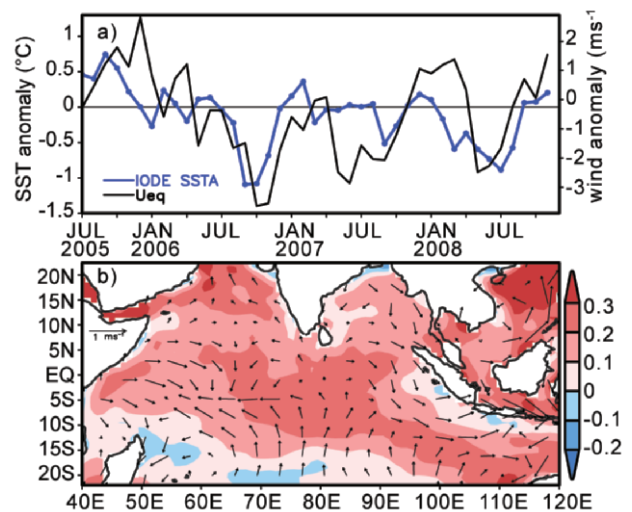 a)
SST anomaly (°C)
1
0.5
0
-0.5
-1
-1.5
wind anomaly (ms-1)
2
1
0
-1
-2
-3
IODE SSTA
Ueq
JUL JAN JUL JAN JUL JAN JUL
2005 2006 2007 2008
b)
20N
15N
10N
5N
EQ
5S
10S
15S
20S
1 ms-1
0.3
0.2
0.1
0
-0.1
-0.2
40E 50E 60E 70E 80E 90E 100E 110E 120E